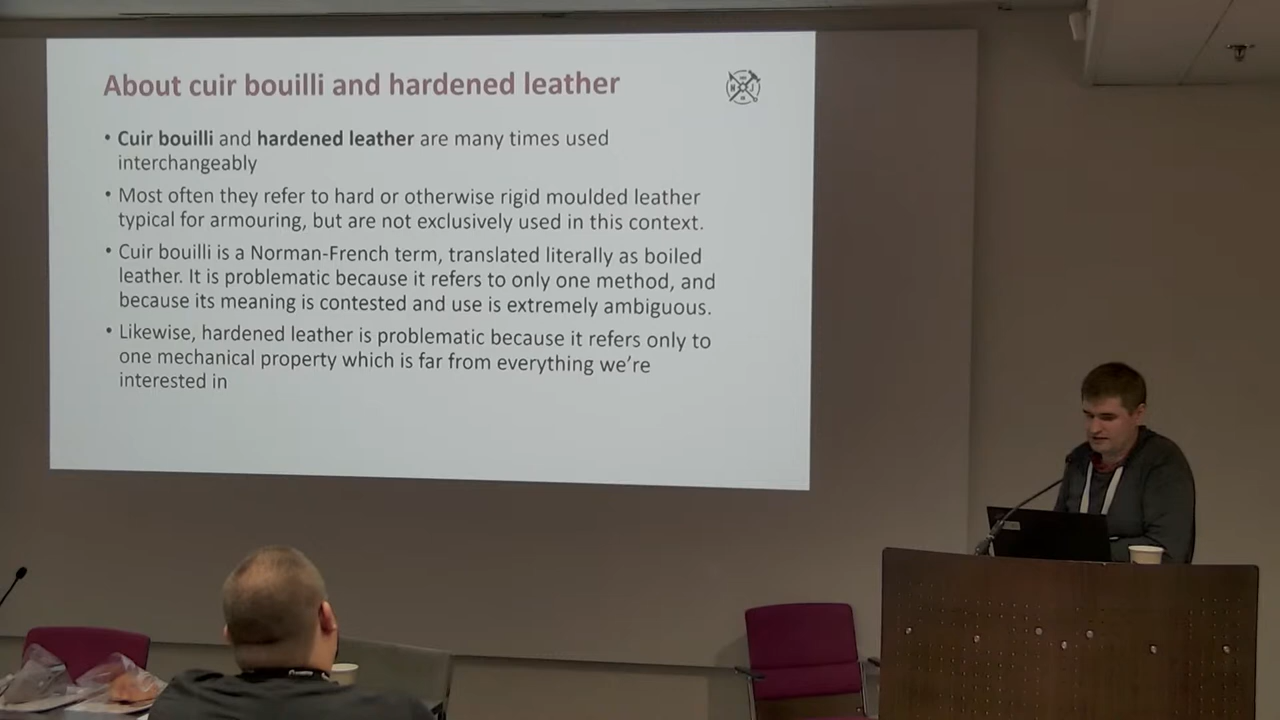 About cuir bouilli and hardened leather
• Cuir bouilli and hardened leather are many times used
intercheangeably
• Most often they refer to hard or otherwise rigid moulded leather
typical for armouring, but are not exclusively used in this context.
• Cuir bouilli is a Norman-French term, translated literally as boiled
leather. It is problematic because it refers to only one method, and
because its meaning is contested and use is extremely ambiguous.
• Likewise, hardened leather is problematic because it refers only to
one mechanical property which is far from everything we’re
interested in